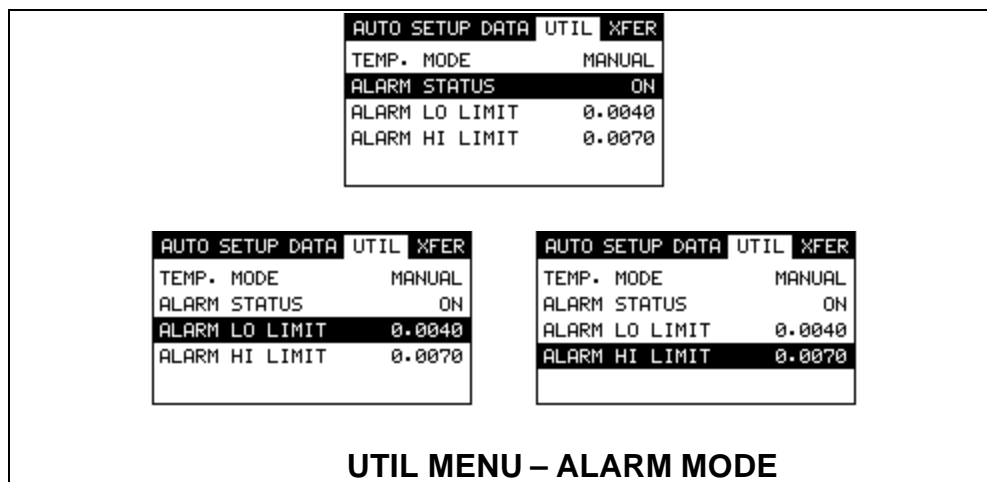 AUTO SETUP DATA UTIL XFER
TEMP. MODE MANUAL
ALARM STATUS ON
ALARM LO LIMIT 0.0040
ALARM HI LIMIT 0.0070
AUTO SETUP DATA UTIL XFER
TEMP. MODE MANUAL
ALARM STATUS ON
ALARM LO LIMIT 0.0040
ALARM HI LIMIT 0.0070
AUTO SETUP DATA UTIL XFER
TEMP. MODE MANUAL
ALARM STATUS ON
ALARM LO LIMIT 0.0040
ALARM HI LIMIT 0.0070
UTIL MENU – ALARM MODE